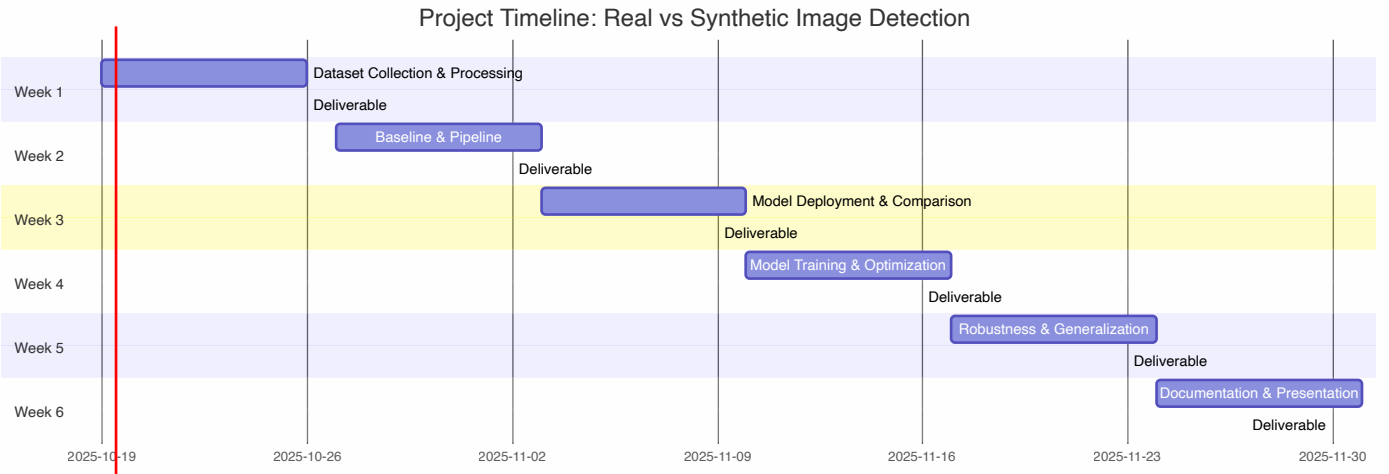 Project Timeline: Real vs Synthetic Image Detection
Week 1
Dataset Collection & Processing
Deliverable
Week 2
Baseline & Pipeline
Deliverable
Week 3
Model Deployment & Comparison
Deliverable
Week 4
Model Training & Optimization
Deliverable
Week 5
Robustness & Generalization
Deliverable
Week 6
Documentation & Presentation
Deliverable
2025-10-19
2025-10-26
2025-11-02
2025-11-09
2025-11-16
2025-11-23
2025-11-30